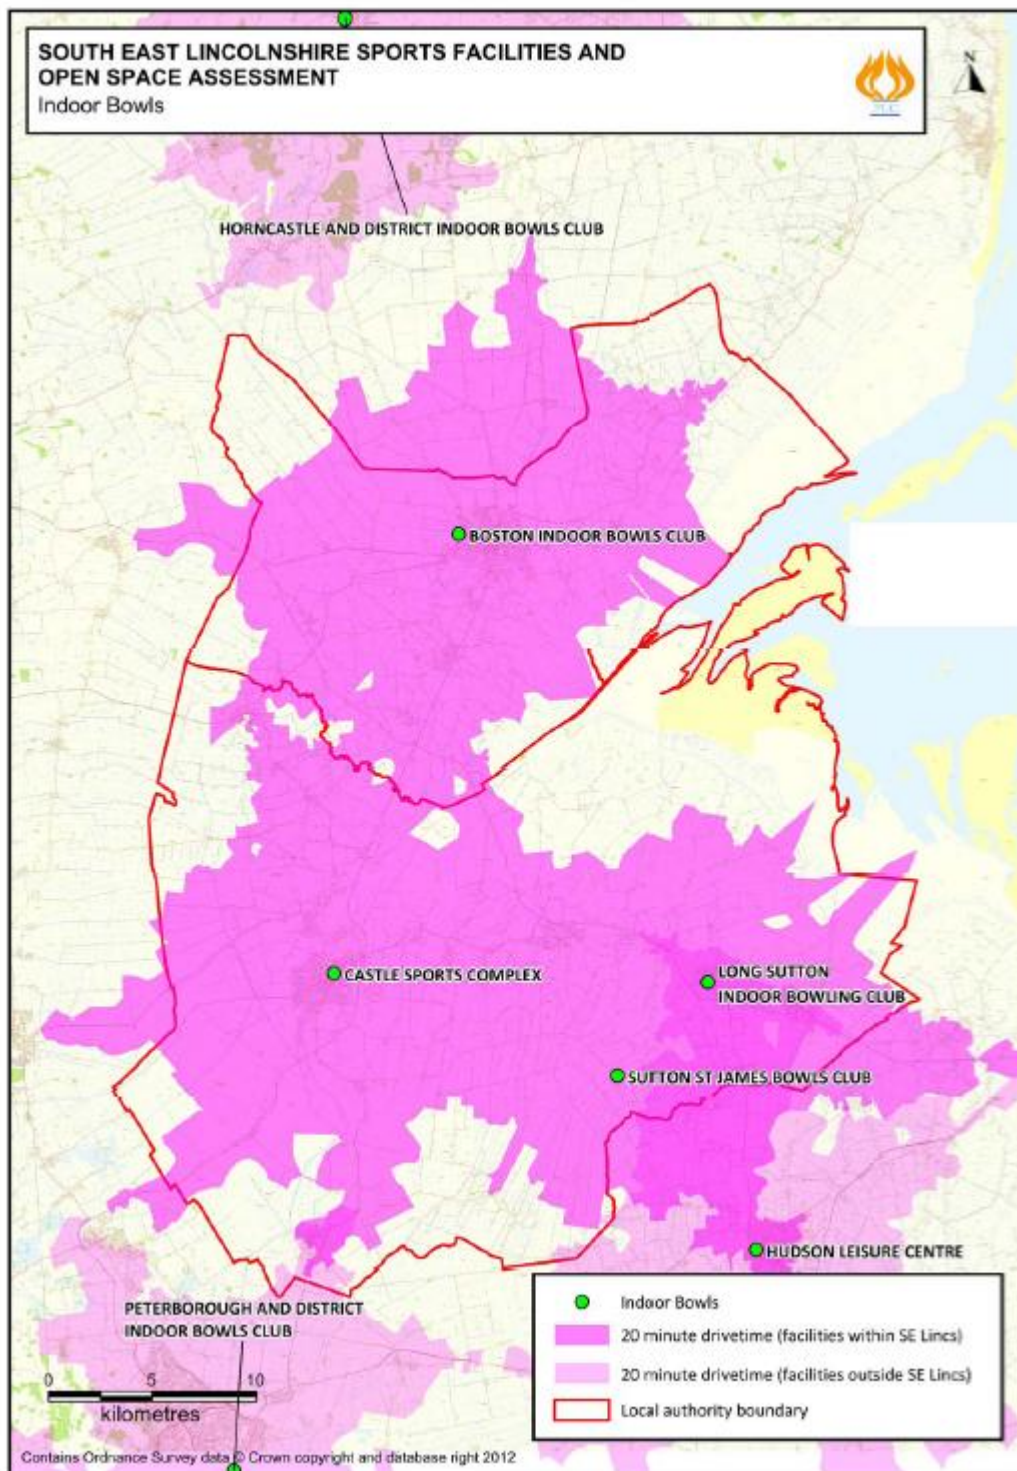 SOUTH EAST LINCOLNSHIRE SPORTS FACILITIES AND
OPEN SPACE ASSESSMENT
Indoor Bowls
N
HORNCASTLE AND DISTRICT INDOOR BOWLS CLUB
BOSTON INDOOR BOWLS CLUB
CASTLE SPORTS COMPLEX
LONG SUTTON
INDOOR BOWLING CLUB
SUTTON ST JAMES BOWLS CLUB
HUDSON LEISURE CENTRE
PETERBOROUGH AND DISTRICT
INDOOR BOWLS CLUB
Indoor Bowls
20 minute drivetime (facilities within SE Lincs)
20 minute drivetime (facilities outside SE Lincs)
Local authority boundary
0 5 10
kilometres
Contains Ordnance Survey data © Crown copyright and database right 2012